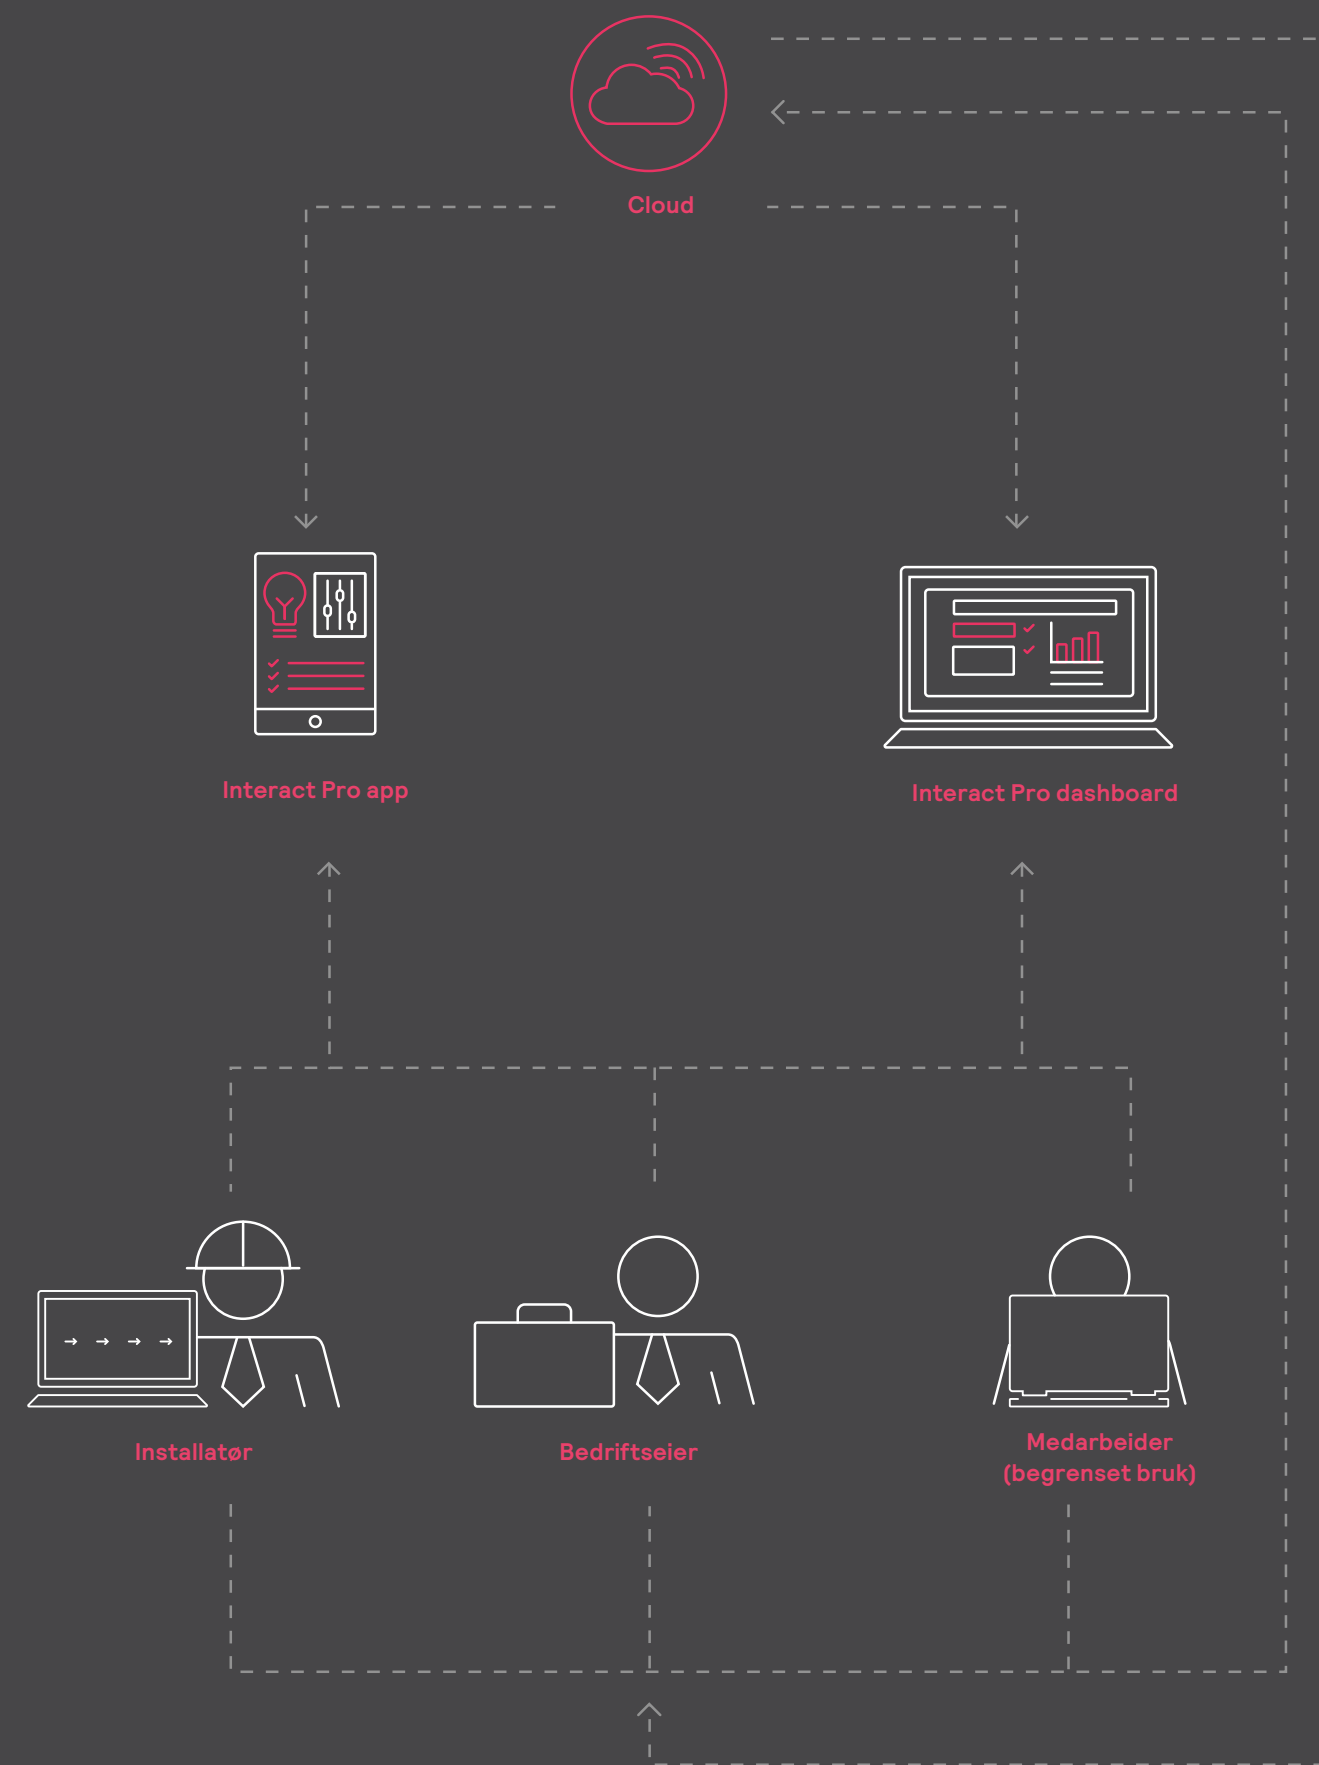 Cloud
Interact Pro app
Interact Pro dashboard
Installatør
Bedriftseier
Medarbeider
(begrenset bruk)